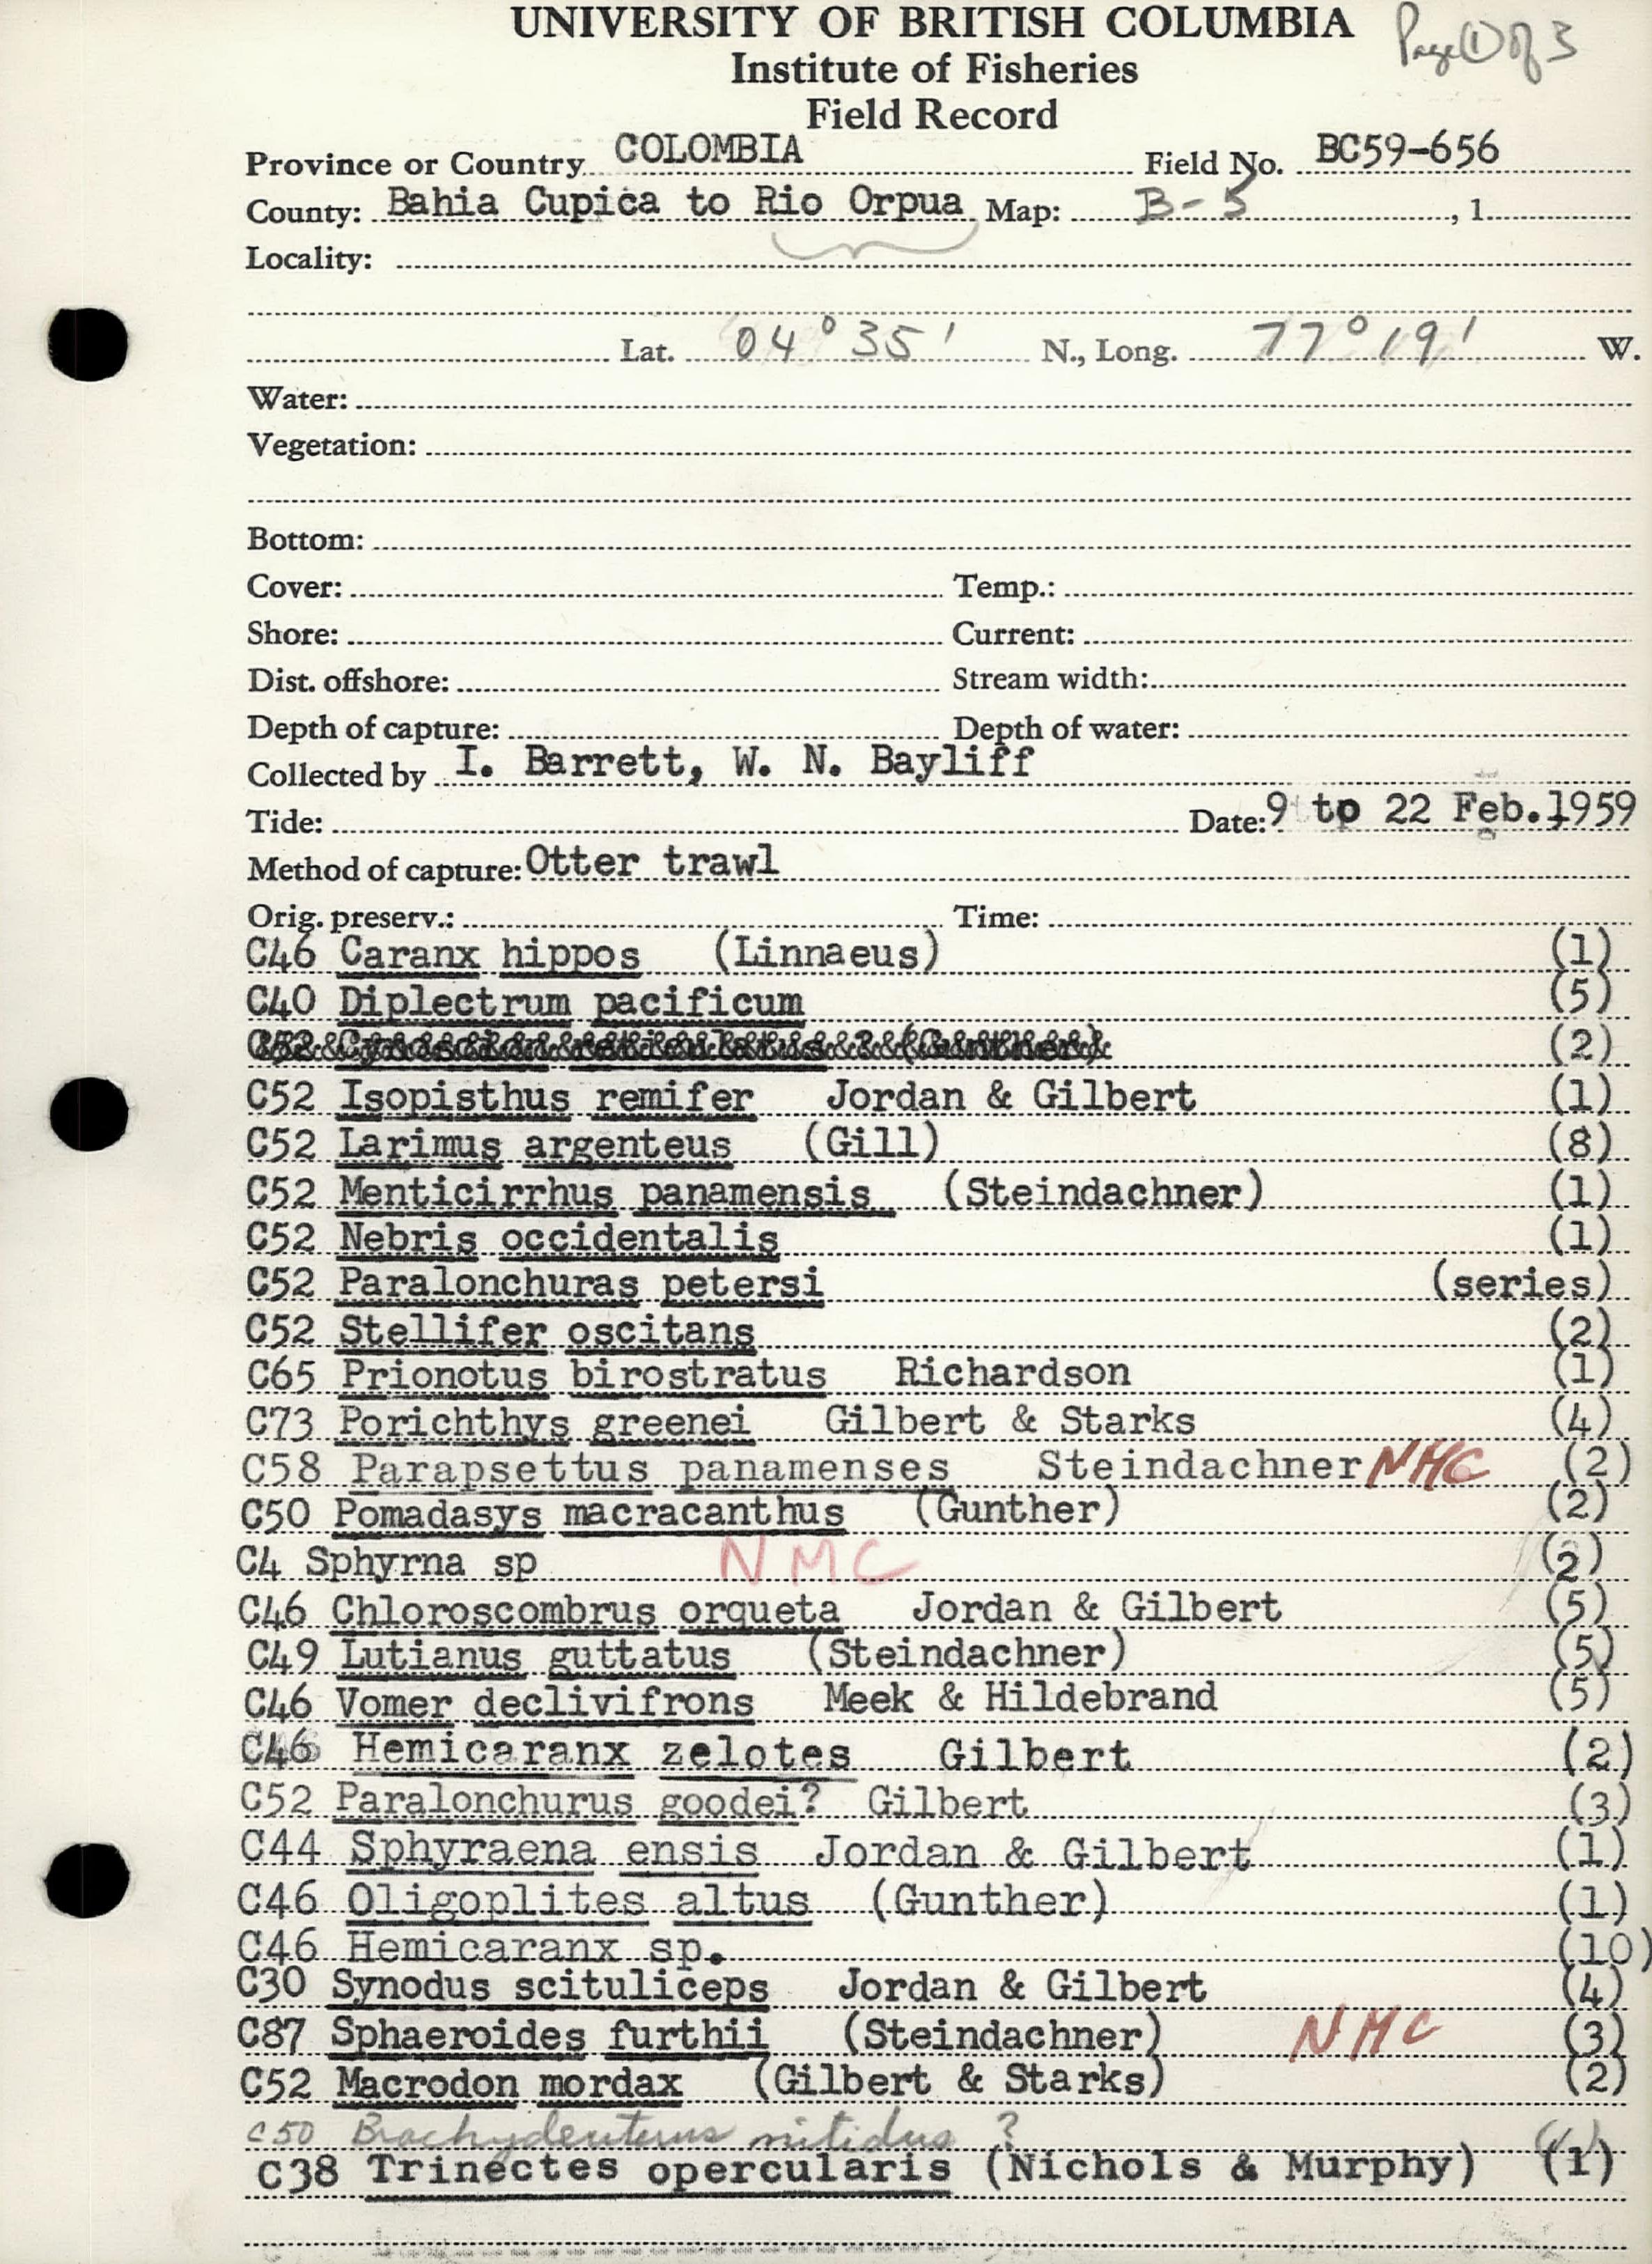 UNIVERSITY OF BRITISH COLUMBIA
Page (1) of 3
Institute of Fisheries
Field Record
Province or Country COLOMBIA Field No. BC59-656
County: Bahia Cupica to Rio Orpua Map: B-5, 1
Locality:
Lat. 04°35' N., Long. 77°19' W.
Water:
Vegetation:
Bottom:
Cover: Temp.:
Shore: Current:
Dist. offshore: Stream width:
Depth of capture: Depth of water:
Collected by I. Barrett, W. N. Bayliff
Tide: Date: 9 to 22 Feb. 1959
Method of capture: Otter trawl
Orig. preserv.: Time:
C46 Caranx hippos (Linnaeus) (1)
C40 Diplectrum pacificum (5)
C52 Cynoscion reticulatus ? (Gunther) (2)
C52 Isopisthus remifer Jordan & Gilbert (1)
C52 Larimus argenteus (Gill) (8)
C52 Menticirrhus panamensis (Steindachner) (1)
C52 Nebris occidentalis (1)
C52 Paralonchuras petersi (series)
C52 Stellifer oscitans (2)
C65 Prionotus birostratus Richardson (1)
C73 Porichthys greenei Gilbert & Starks (4)
C58 Parapsettus panamenses Steindachner NMC (2)
C50 Pomadasys macracanthus (Gunther) (2)
C4 Sphyrna sp NMC (2)
C46 Chloroscombrus orqueta Jordan & Gilbert (5)
C49 Lutianus guttatus (Steindachner) (5)
C46 Vomer declivifrons Meek & Hildebrand (5)
C46 Hemicaranx zelotes Gilbert (2)
C52 Paralonchurus goodei? Gilbert (3)
C44 Sphyraena ensis Jordan & Gilbert (1)
C46 Oligoplites altus (Gunther) (1)
C46 Hemicaranx sp. (10)
C30 Synodus scituliceps Jordan & Gilbert (4)
C87 Sphaeroides furthii (Steindachner) NMC (3)
C52 Macrodon mordax (Gilbert & Starks) (2)
C50 Brachydeuterus nitidus ? (1)
C38 Trinectes opercularis (Nichols & Murphy) (1)